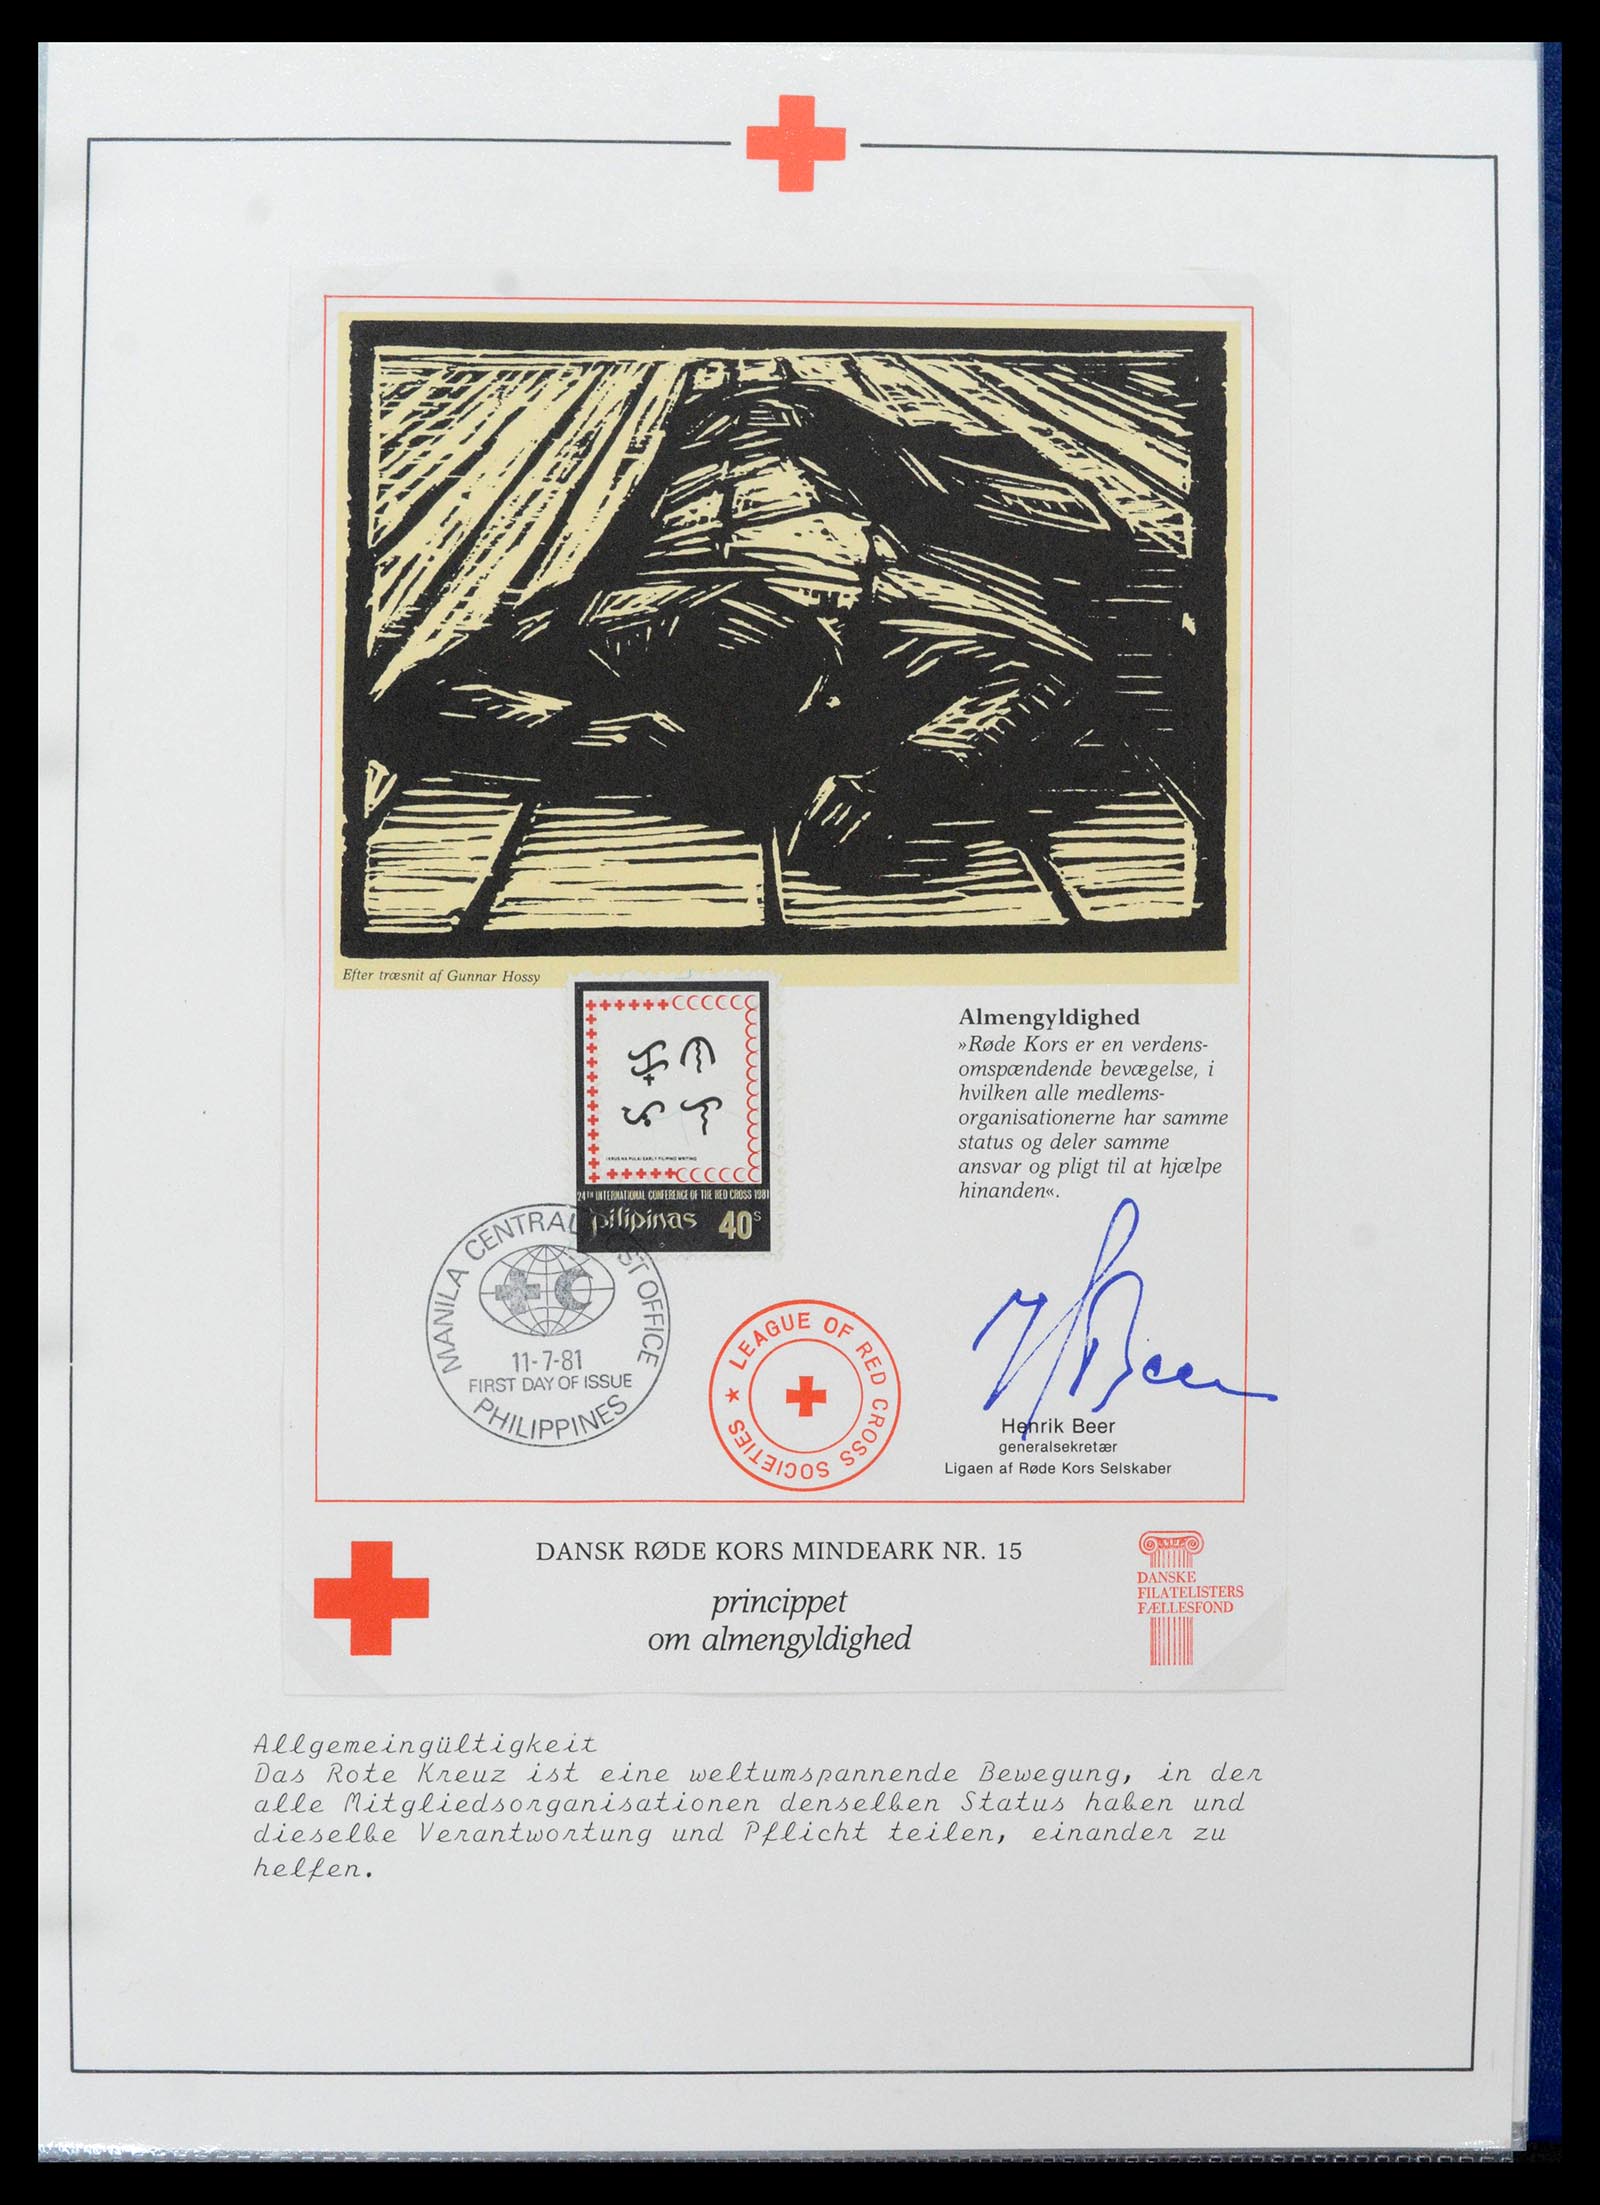 Efter træsnit af Gunnar Hossy
24TH INTERNATIONAL CONFERENCE OF THE RED CROSS 1981
pilipinas 40s
Almengyldighed
»Røde Kors er en verdens-
omspændende bevægelse, i
hvilken alle medlems-
organisationerne har samme
status og deler samme
ansvar og pligt til at hjælpe
hinanden«.
MANILA CENTRAL POST OFFICE
11-7-81
FIRST DAY OF ISSUE
PHILIPPINES
LEAGUE OF RED CROSS SOCIETIES
H Beer
Henrik Beer
generalsekretær
Ligaen af Røde Kors Selskaber
DANSK RØDE KORS MINDEARK NR. 15
princippet
om almengyldighed
DANSKE
FILATELISTERS
FÆLLESFOND
Allgemeingültigkeit
Das Rote Kreuz ist eine weltumspannende Bewegung, in der
alle Mitgliedsorganisationen denselben Status haben und
dieselbe Verantwortung und Pflicht teilen, einander zu
helfen.